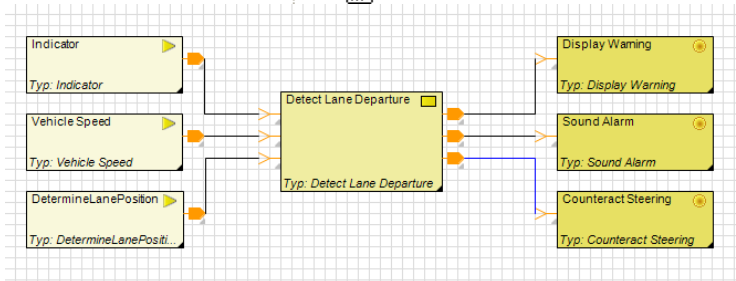 Indicator
Typ: Indicator
Vehicle Speed
Typ: Vehicle Speed
DetermineLanePosition
Typ: DetermineLanePositi...
Detect Lane Departure
Typ: Detect Lane Departure
Display Warning
Typ: Display Warning
Sound Alarm
Typ: Sound Alarm
Counteract Steering
Typ: Counteract Steering